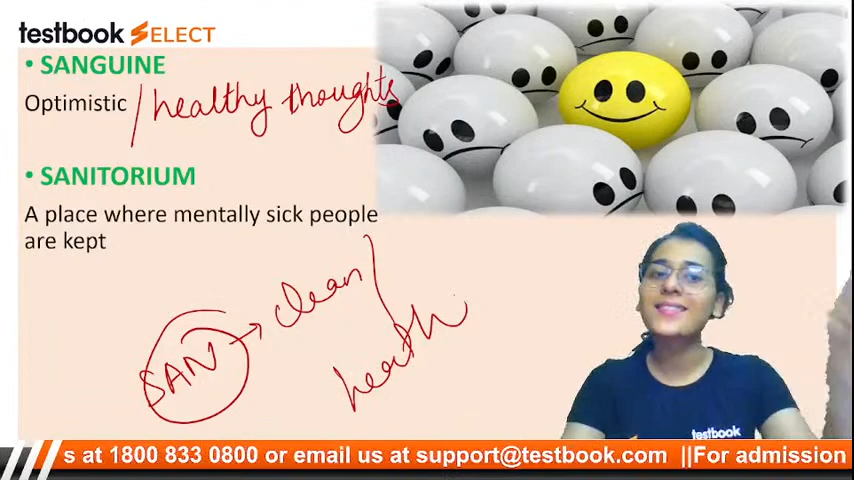 testbook SELECT
• SANGUINE
Optimistic / healthy thoughts
• SANITORIUM
A place where mentally sick people
are kept
SAN → clean /
health
testbook
s at 1800 833 0800 or email us at support@testbook.com ||For admission